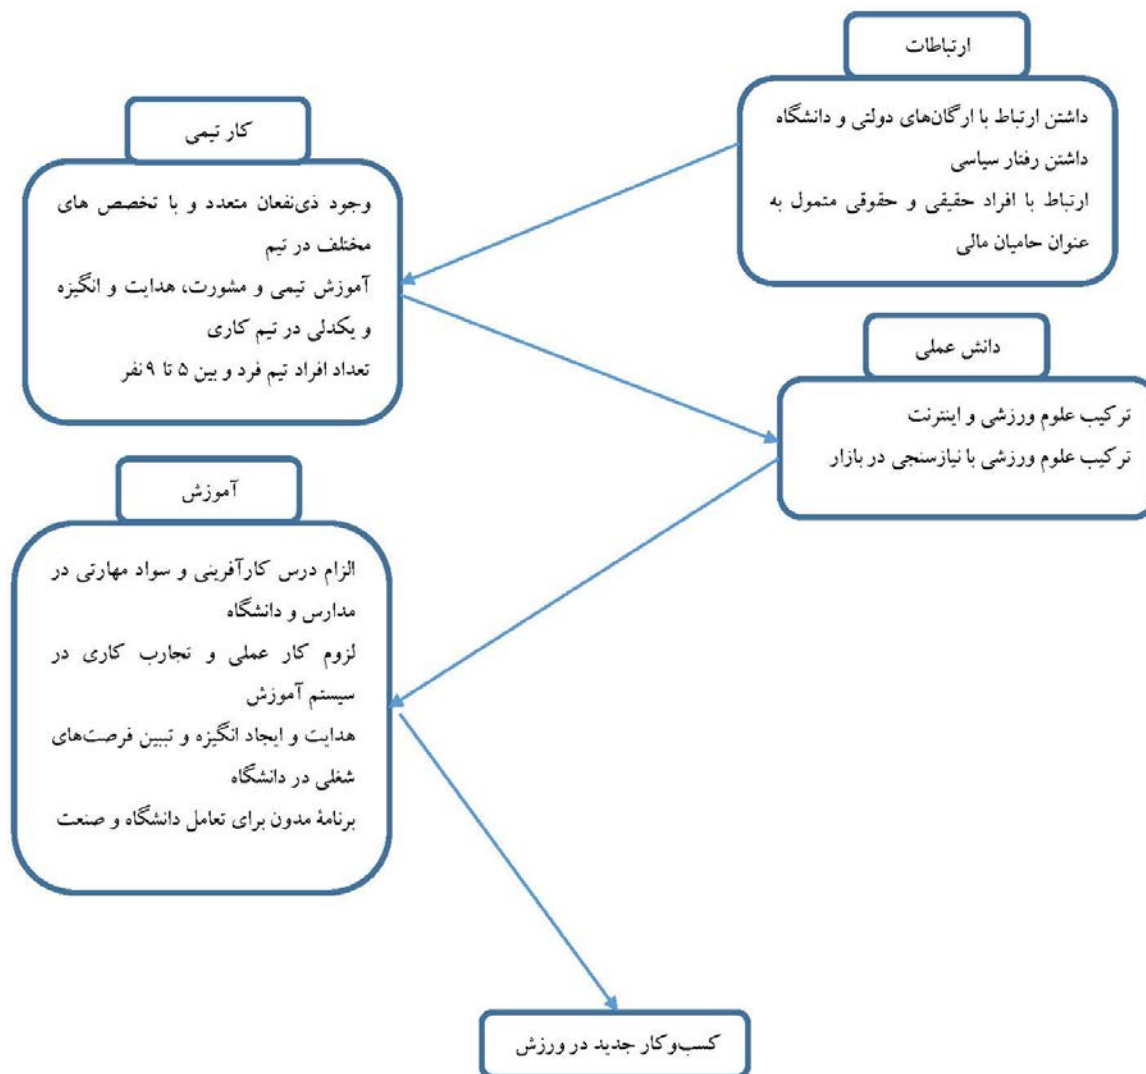 ارتباطات
داشتن ارتباط با ارگان‌های دولتی و دانشگاه
داشتن رفتار سیاسی
ارتباط با افراد حقیقی و حقوقی متمول به
عنوان حامیان مالی
کار تیمی
وجود ذی‌نفعان متعدد و با تخصص های
مختلف در تیم
آموزش تیمی و مشورت، هدایت و انگیزه
و یکدلی در تیم کاری
تعداد افراد تیم فرد و بین ۵ تا ۹ نفر
دانش عملی
ترکیب علوم ورزشی و اینترنت
ترکیب علوم ورزشی با نیازسنجی در بازار
آموزش
الزام درس کارآفرینی و سواد مهارتی در
مدارس و دانشگاه
لزوم کار عملی و تجارب کاری در
سیستم آموزش
هدایت و ایجاد انگیزه و تبیین فرصت‌های
شغلی در دانشگاه
برنامهٔ مدون برای تعامل دانشگاه و صنعت
کسب‌وکار جدید در ورزش